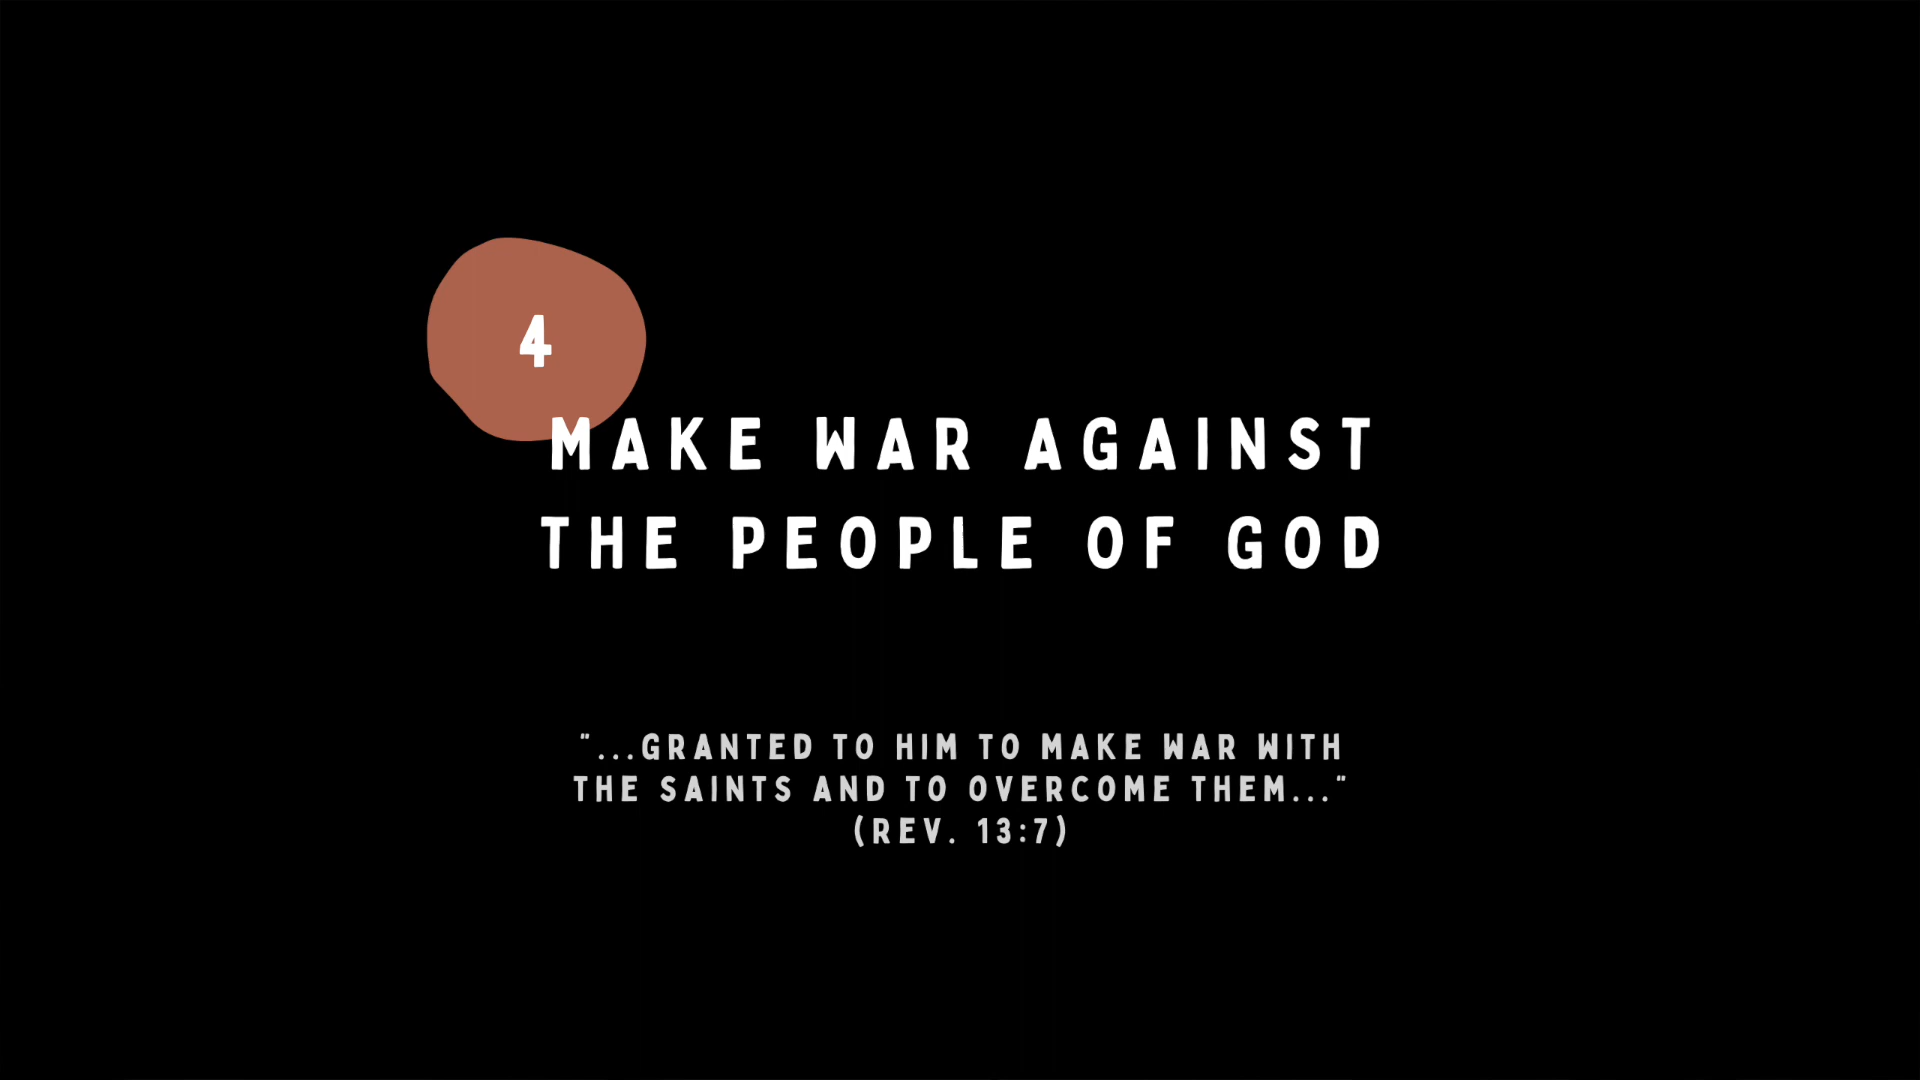 4
MAKE WAR AGAINST
THE PEOPLE OF GOD
"...GRANTED TO HIM TO MAKE WAR WITH
THE SAINTS AND TO OVERCOME THEM..."
(REV. 13:7)